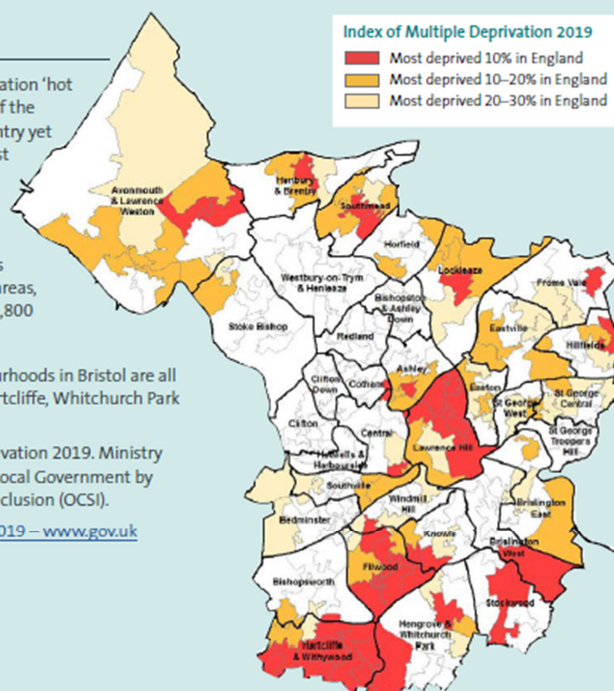 ation ‘hot
f the
ntry yet
st
s
areas,
,800
urhoods in Bristol are all
rtcliffe, Whitchurch Park
vation 2019. Ministry
ocal Government by
clusion (OCSI).
019 – www.gov.uk
Index of Multiple Deprivation 2019
Most deprived 10% in England
Most deprived 10–20% in England
Most deprived 20–30% in England
Avonmouth
& Lawrence
Weston
Henbury
& Brentry
Southmead
Horfield
Westbury-on-Trym
& Henleaze
Lockleaze
Frome Vale
Bishopston
& Ashley
Down
Stoke Bishop
Redland
Eastville
Hillfields
Ashley
Clifton
Down
Cotham
Easton
St George
West
St George
Central
Clifton
Central
Lawrence Hill
St George
Troopers
Hill
Hotwells &
Harbourside
Southville
Windmill
Hill
Brislington
East
Bedminster
Knowle
Brislington
West
Filwood
Bishopsworth
Stockwood
Hengrove &
Whitchurch
Park
Hartcliffe
& Withywood